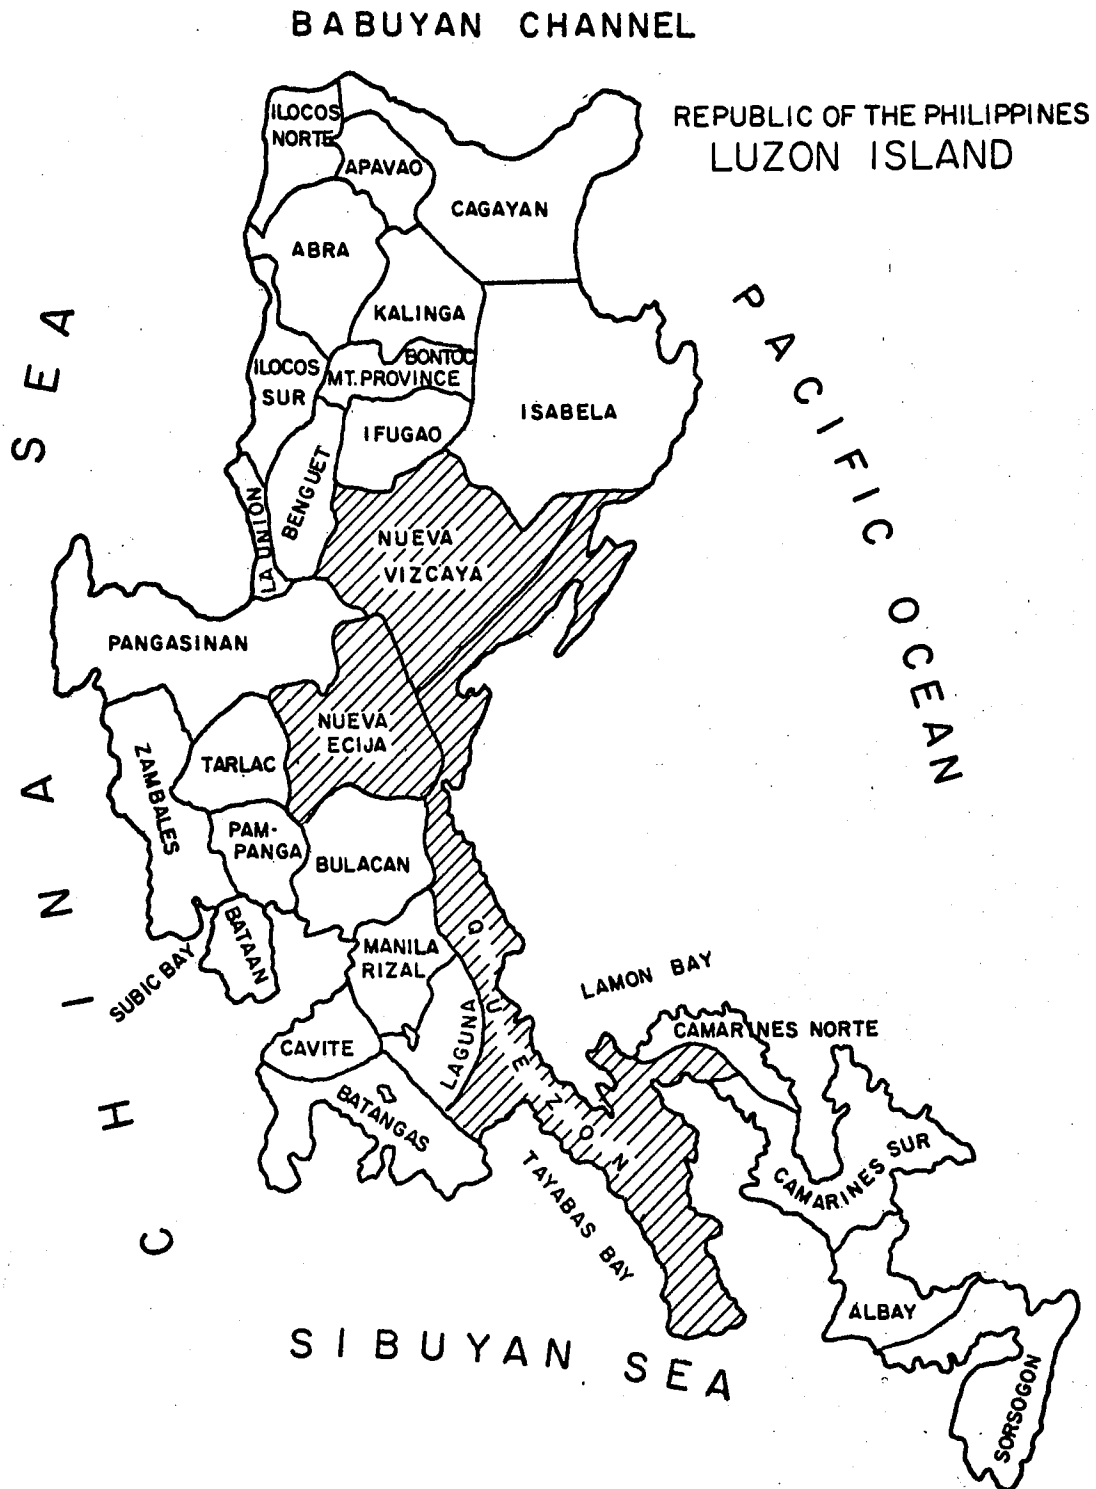 BABUYAN CHANNEL
REPUBLIC OF THE PHILIPPINES
LUZON ISLAND
ILOCOS
NORTE
APAVAO
CAGAYAN
ABRA
KALINGA
BONTOC
MT. PROVINCE
ILOCOS
SUR
IFUGAO
ISABELA
BENGUET
LA UNION
NUEVA
VIZCAYA
PANGASINAN
NUEVA
ECIJA
TARLAC
ZAMBALES
PAM-
PANGA
BULACAN
BATAAN
SUBIC BAY
MANILA
RIZAL
LAGUNA
CAVITE
BATANGAS
QUEZON
LAMON BAY
CAMARINES NORTE
CAMARINES SUR
TAYABAS BAY
ALBAY
SORSOGON
PACIFIC OCEAN
CHINA SEA
SIBUYAN SEA